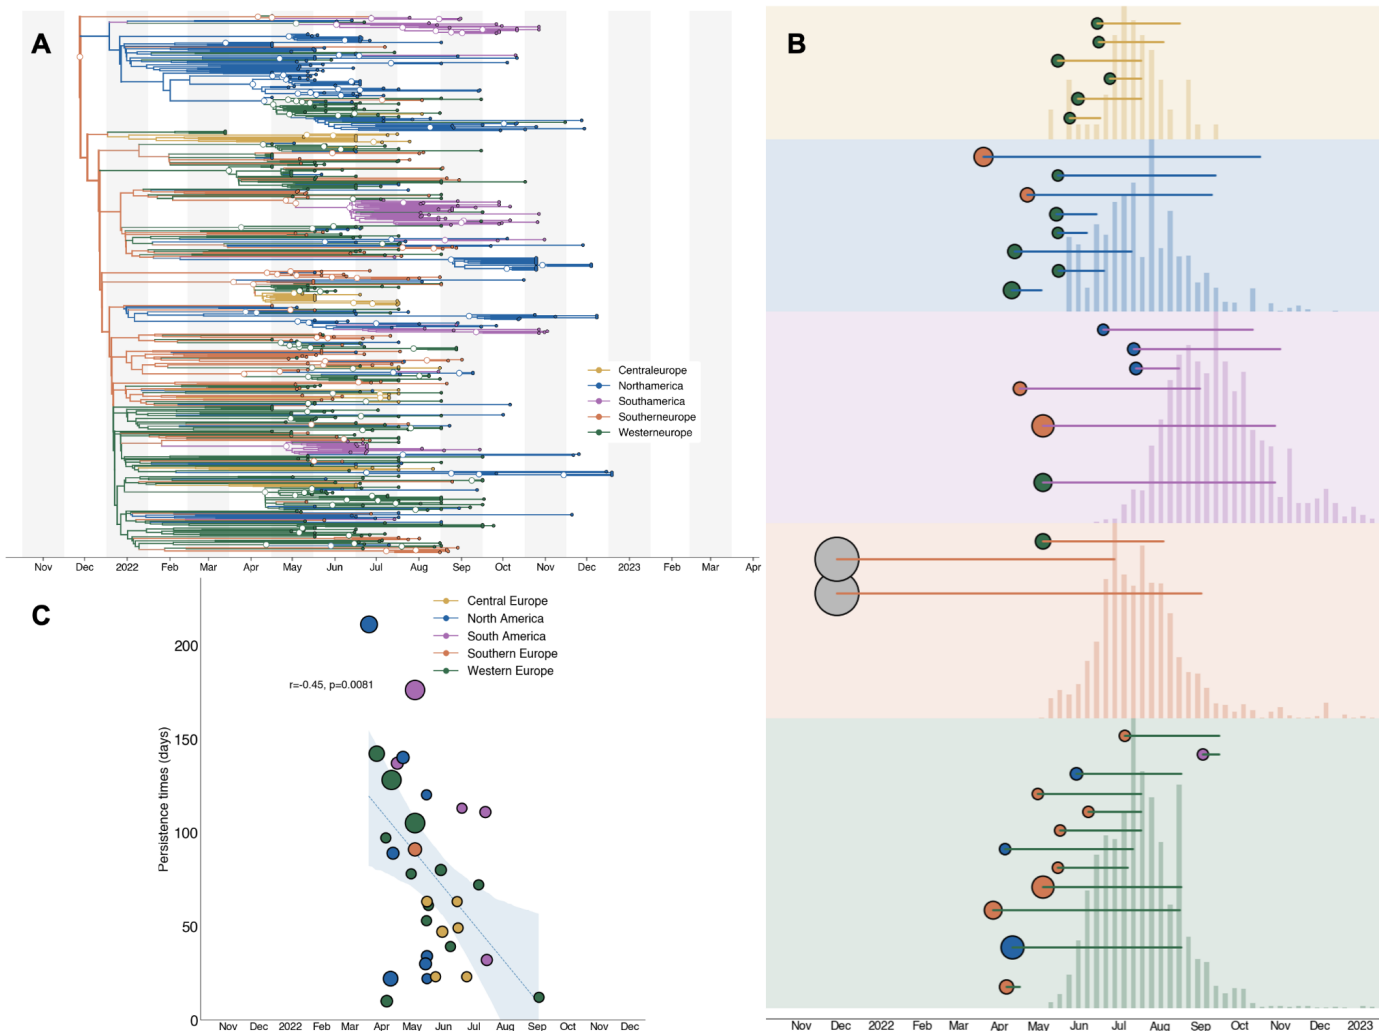 A
B
Centraleurope
Northamerica
Southamerica
Southerneurope
Westerneurope
Nov Dec 2022 Feb Mar Apr May Jun Jul Aug Sep Oct Nov Dec 2023 Feb Mar Apr
C
Central Europe
North America
South America
Southern Europe
Western Europe
r=-0.45, p=0.0081
Persistence times (days)
200
150
100
50
0
Nov Dec 2022 Feb Mar Apr May Jun Jul Aug Sep Oct Nov Dec
Nov Dec 2022 Feb Mar Apr May Jun Jul Aug Sep Oct Nov Dec 2023